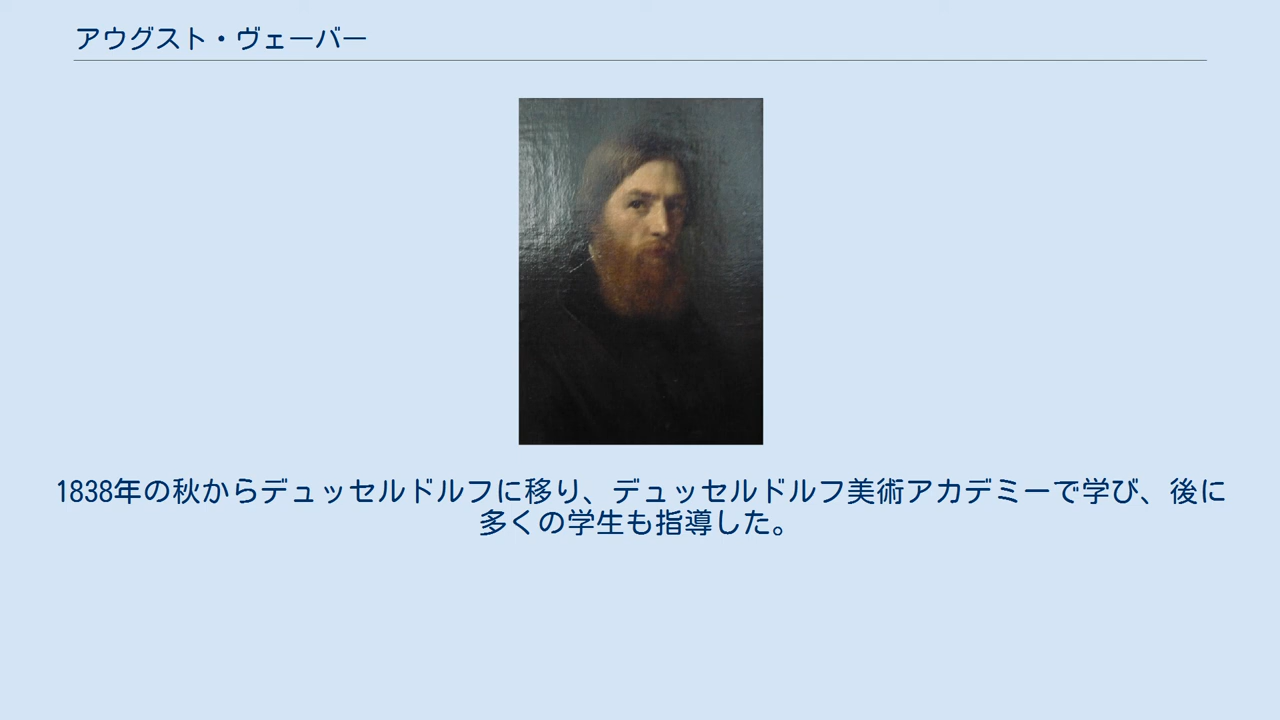 アウグスト・ヴェーバー
1838年の秋からデュッセルドルフに移り、デュッセルドルフ美術アカデミーで学び、後に
多くの学生も指導した。